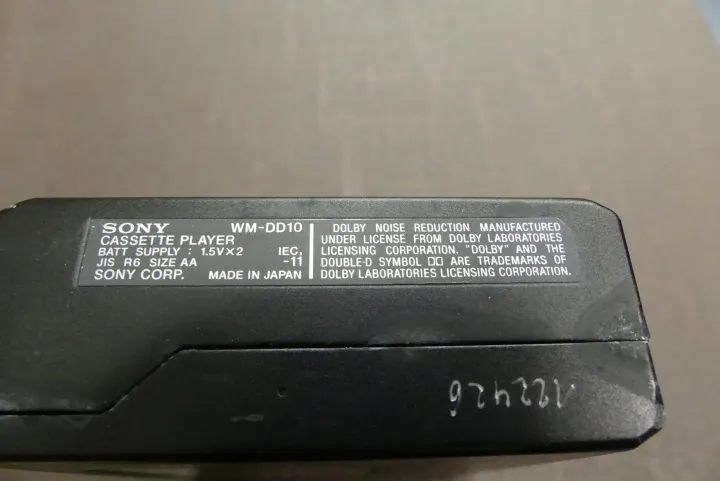 SONY WM-DD10
CASSETTE PLAYER
BATT SUPPLY : 1.5V×2 IEC,
JIS R6 SIZE AA -11
SONY CORP. MADE IN JAPAN
DOLBY NOISE REDUCTION MANUFACTURED
UNDER LICENSE FROM DOLBY LABORATORIES
LICENSING CORPORATION. "DOLBY" AND THE
DOUBLE-D SYMBOL ARE TRADEMARKS OF
DOLBY LABORATORIES LICENSING CORPORATION.